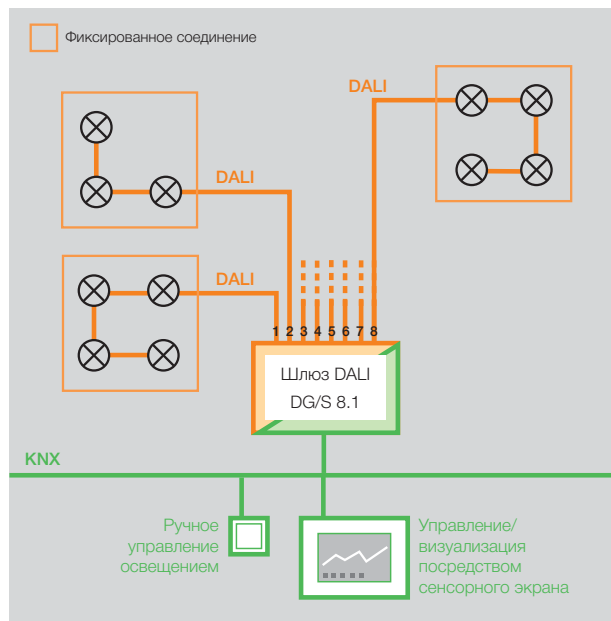 Фиксированное соединение
DALI
DALI
DALI
1 2 3 4 5 6 7 8
Шлюз DALI
DG/S 8.1
KNX
Ручное
управление
освещением
Управление/
визуализация
посредством
сенсорного экрана